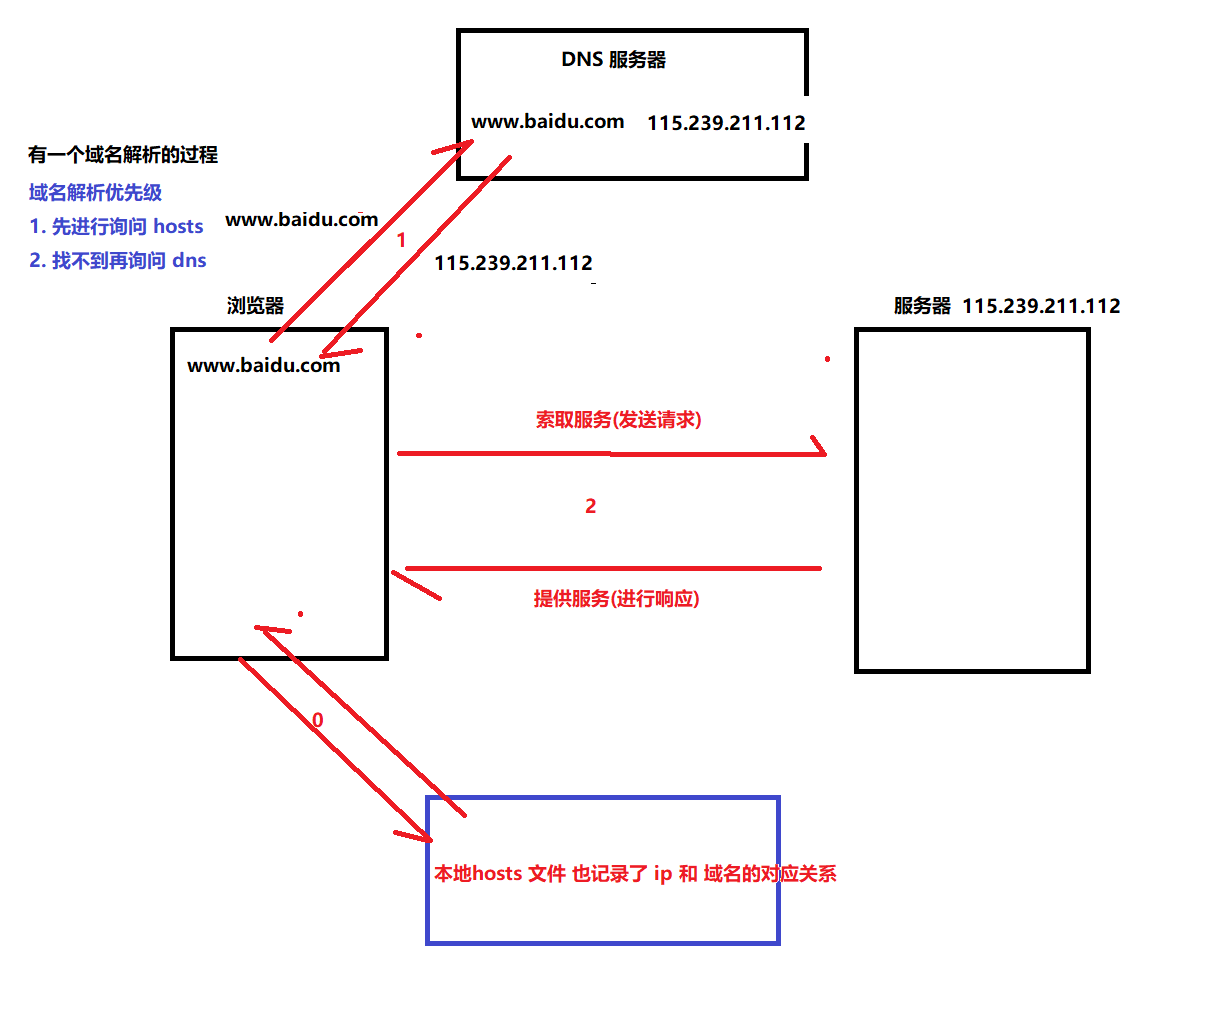 DNS 服务器
www.baidu.com 115.239.211.112
有一个域名解析的过程
域名解析优先级
1. 先进行询问 hosts
2. 找不到再询问 dns
www.baidu.com
1
115.239.211.112
浏览器
服务器 115.239.211.112
www.baidu.com
索取服务(发送请求)
2
提供服务(进行响应)
0
本地hosts 文件 也记录了 ip 和 域名的对应关系